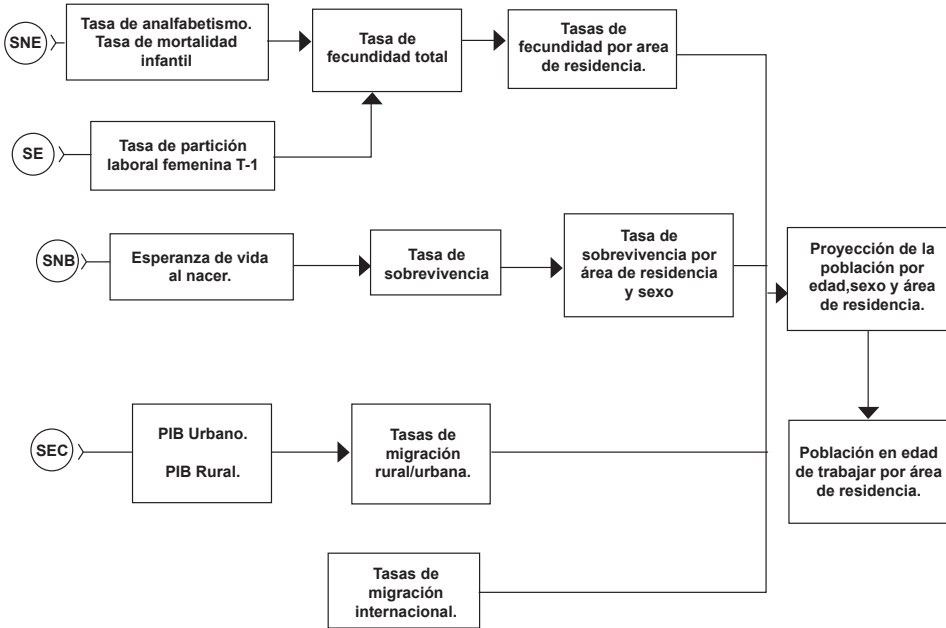 SNE
Tasa de analfabetismo.
Tasa de mortalidad
infantil
Tasa de
fecundidad total
Tasas de
fecundidad por area
de residencia.
SE
Tasa de partición
laboral femenina T-1
SNB
Esperanza de vida
al nacer.
Tasa de
sobrevivencia
Tasa de
sobrevivencia por
área de residencia
y sexo
Proyección de la
población por
edad,sexo y área
de residencia.
SEC
PIB Urbano.
PIB Rural.
Tasas de
migración
rural/urbana.
Población en edad
de trabajar por área
de residencia.
Tasas de
migración
internacional.